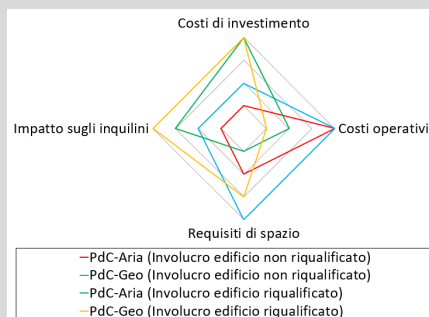 Costi di investimento
Impatto sugli inquilini
Costi operativi
Requisiti di spazio
PdC-Aria (Involucro edificio non riqualificato)
PdC-Geo (Involucro edificio non riqualificato)
PdC-Aria (Involucro edificio riqualificato)
PdC-Geo (Involucro edificio riqualificato)